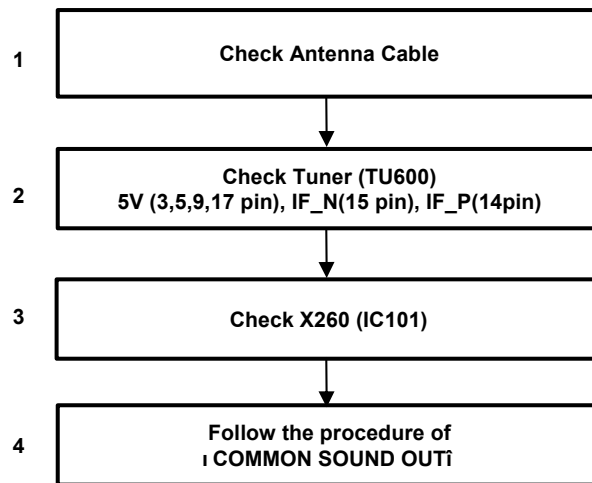 1
Check Antenna Cable
2
Check Tuner (TU600)
5V (3,5,9,17 pin), IF_N(15 pin), IF_P(14pin)
3
Check X260 (IC101)
4
Follow the procedure of
ı COMMON SOUND OUTî